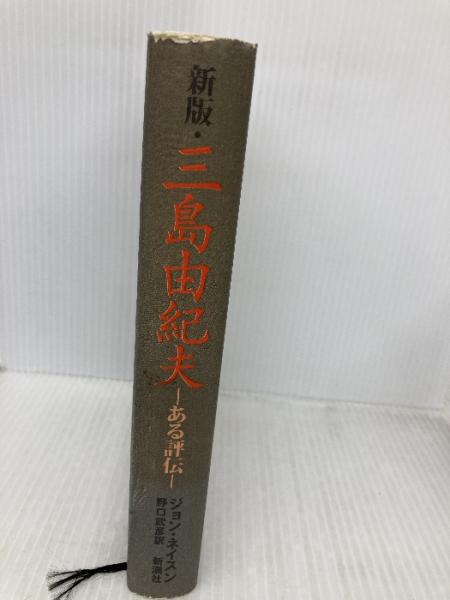 新版・三島由紀夫
―ある評伝―
ジョン・ネイスン
野口武彦訳
新潮社